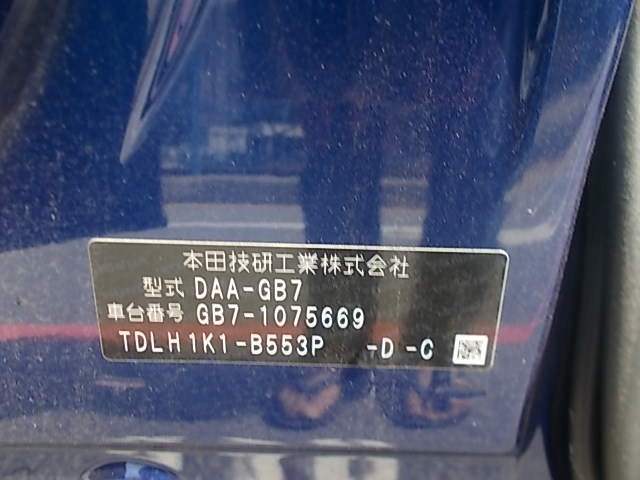 本田技研工業株式会社
型式 DAA-GB7
車台番号 GB7-1075669
TDLH1K1-B553P -D -C